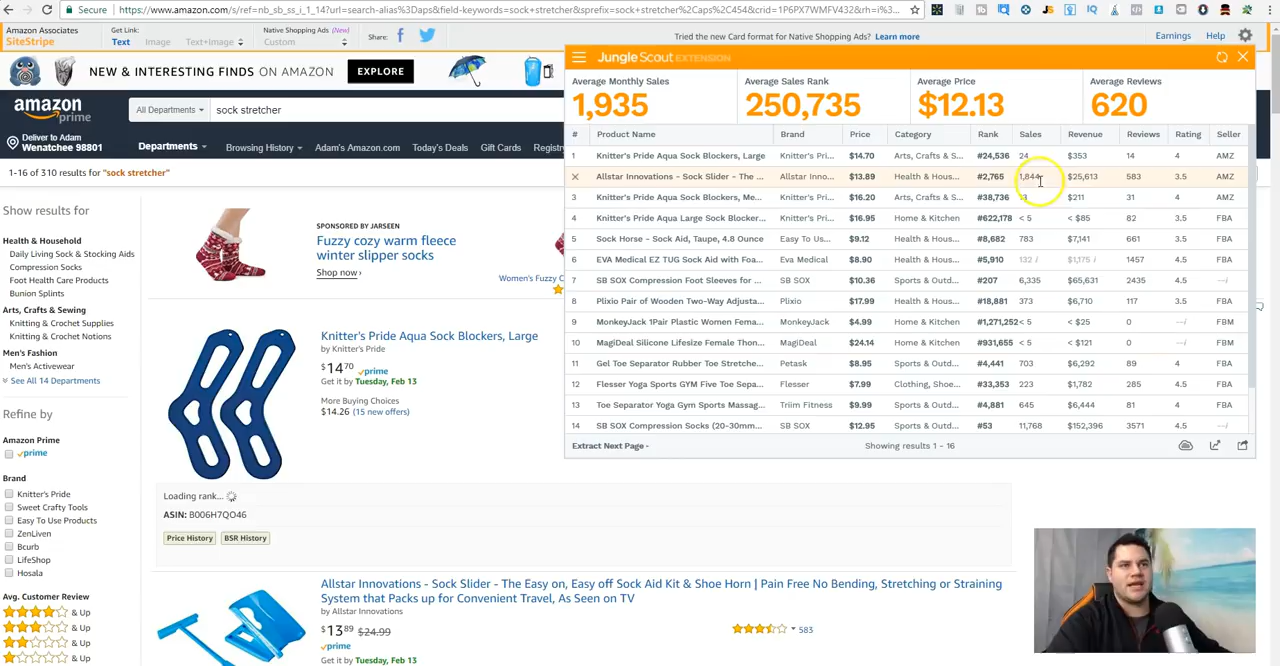 Secure
https://www.amazon.com/s/ref=nb_sb_ss_i_1_14?url=search-alias%3Daps&field-keywords=sock+stretcher&sprefix=sock+stretcher%2Caps%2C454&crid=1P6PX7WMFV432&rh=i%...
Amazon Associates
SiteStripe
Get Link:
Text Image Text+Image
Native Shopping Ads (New)
Custom
Share:
Tried the new Card format for Native Shopping Ads? Learn more
Earnings Help
NEW & INTERESTING FINDS ON AMAZON
EXPLORE
amazon
prime
All Departments
sock stretcher
Deliver to Adam
Wenatchee 98801
Departments
Browsing History Adam's Amazon.com Today's Deals Gift Cards Regist
1-16 of 310 results for "sock stretcher"
Jungle Scout EXTENSION
Average Monthly Sales
1,935
Average Sales Rank
250,735
Average Price
$12.13
Average Reviews
620
# Product Name Brand Price Category Rank Sales Revenue Reviews Rating Seller
1 Knitter's Pride Aqua Sock Blockers, Large Knitter's Pri... $14.70 Arts, Crafts & S... #24,536 24 $353 14 4 AMZ
Allstar Innovations - Sock Slider - The ... Allstar Inno... $13.89 Health & Hous... #2,765 1,844 $25,613 583 3.5 AMZ
3 Knitter's Pride Aqua Sock Blockers, Me... Knitter's Pri... $16.20 Arts, Crafts & S... #38,736 $211 31 4 AMZ
4 Knitter's Pride Aqua Large Sock Blocker... Knitter's Pri... $16.95 Home & Kitchen #622,178 < 5 < $85 82 3.5 FBA
5 Sock Horse - Sock Aid, Taupe, 4.8 Ounce Easy To Us... $9.12 Health & Hous... #8,682 783 $7,141 661 3.5 FBA
6 EVA Medical EZ TUG Sock Aid with Foa... Eva Medical $8.90 Health & Hous... #5,910 132 i $1,175 i 1457 4.5 FBA
7 SB SOX Compression Foot Sleeves for ... SB SOX $10.36 Health & Hous... #207 6,335 $65,631 2435 4.5 ---i
8 Plixio Pair of Wooden Two-Way Adjusta... Plixio $17.99 Health & Hous... #18,881 373 $6,710 117 3.5 FBA
9 MonkeyJack 1Pair Plastic Women Fema... MonkeyJack $4.99 Home & Kitchen #1,271,252 < 5 < $25 0 ---i FBM
10 MagiDeal Silicone Lifesize Female Thon... MagiDeal $24.14 Home & Kitchen #931,655 < 5 < $121 0 ---i FBM
11 Gel Toe Separator Rubber Toe Stretche... Petask $8.95 Sports & Outd... #4,441 703 $6,292 89 4 FBA
12 Flesser Yoga Sports GYM Five Toe Sepa... Flesser $7.99 Clothing, Shoe... #33,353 223 $1,782 285 4.5 FBA
13 Toe Separator Yoga Gym Sports Massag... Triim Fitness $9.99 Sports & Outd... #4,881 645 $6,444 81 4 FBA
14 SB SOX Compression Socks (20-30mm... SB SOX $12.95 Sports & Outd... #53 11,768 $152,396 3571 4.5 ---i
Extract Next Page
Showing results 1 - 16
Show results for
Health & Household
Daily Living Sock & Stocking Aids
Compression Socks
Foot Health Care Products
Bunion Splints
Arts, Crafts & Sewing
Knitting & Crochet Supplies
Knitting & Crochet Notions
Men's Fashion
Men's Activewear
See All 14 Departments
Refine by
Amazon Prime
prime
Brand
Knitter's Pride
Sweet Crafty Tools
Easy To Use Products
ZenLiven
Bcurb
LifeShop
Hosala
Avg. Customer Review
& Up
& Up
& Up
& Up
SPONSORED BY JARSEEN
Fuzzy cozy warm fleece
winter slipper socks
Shop now ›
Women's Fuzzy C
Knitter's Pride Aqua Sock Blockers, Large
by Knitter's Pride
$14 70 prime
Get it by Tuesday, Feb 13
More Buying Choices
$14.26 (15 new offers)
Loading rank...
ASIN: B006H7QO46
Price History BSR History
Allstar Innovations - Sock Slider - The Easy on, Easy off Sock Aid Kit & Shoe Horn | Pain Free No Bending, Stretching or Straining
System that Packs up for Convenient Travel, As Seen on TV
by Allstar Innovations
$13 89 $24.99
prime
Get it by Tuesday, Feb 13
583